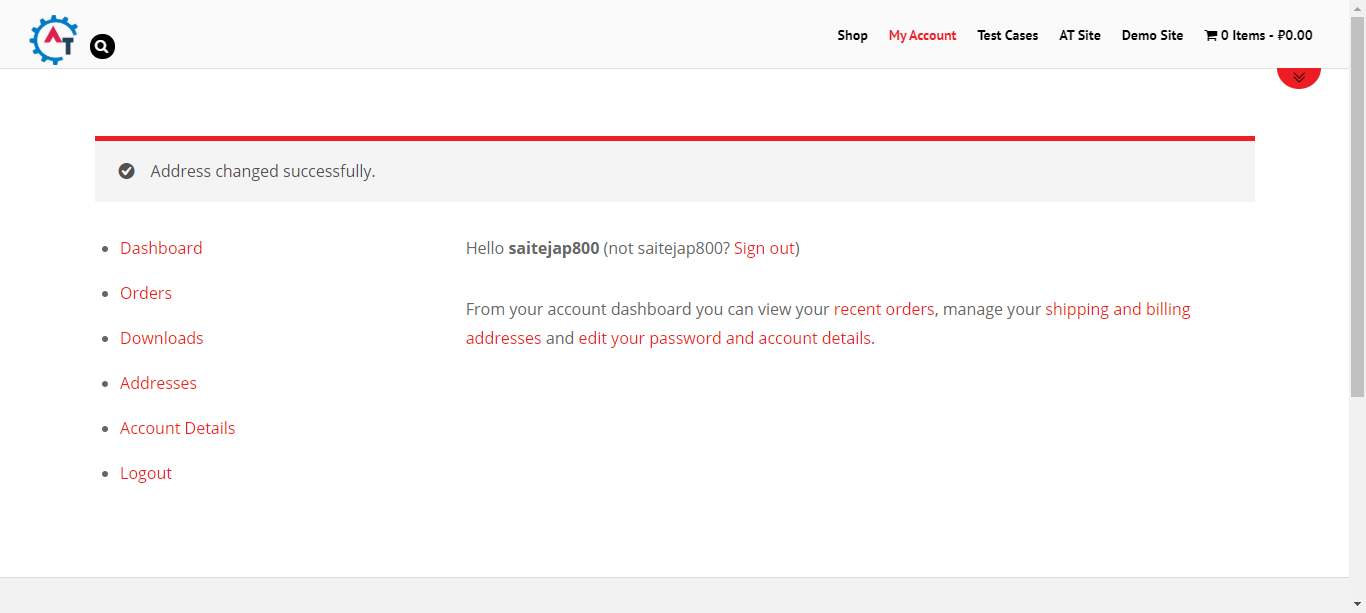 AT
Shop My Account Test Cases AT Site Demo Site 0 Items - ₽0.00
Address changed successfully.
Dashboard
Orders
Downloads
Addresses
Account Details
Logout
Hello saitejap800 (not saitejap800? Sign out)
From your account dashboard you can view your recent orders, manage your shipping and billing
addresses and edit your password and account details.